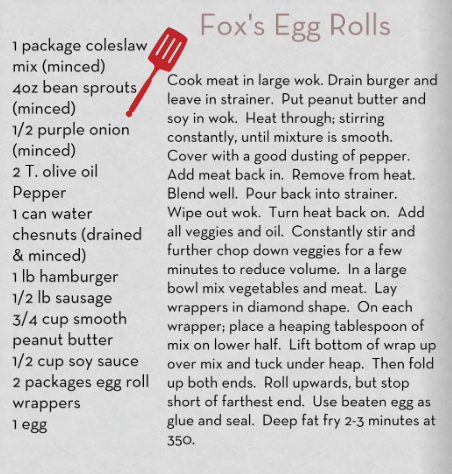 Fox's Egg Rolls
1 package coleslaw
mix (minced)
4oz bean sprouts
(minced)
1/2 purple onion
(minced)
2 T. olive oil
Pepper
1 can water
chesnuts (drained
& minced)
1 lb hamburger
1/2 lb sausage
3/4 cup smooth
peanut butter
1/2 cup soy sauce
2 packages egg roll
wrappers
1 egg
Cook meat in large wok. Drain burger and
leave in strainer. Put peanut butter and
soy in wok. Heat through; stirring
constantly, until mixture is smooth.
Cover with a good dusting of pepper.
Add meat back in. Remove from heat.
Blend well. Pour back into strainer.
Wipe out wok. Turn heat back on. Add
all veggies and oil. Constantly stir and
further chop down veggies for a few
minutes to reduce volume. In a large
bowl mix vegetables and meat. Lay
wrappers in diamond shape. On each
wrapper; place a heaping tablespoon of
mix on lower half. Lift bottom of wrap up
over mix and tuck under heap. Then fold
up both ends. Roll upwards, but stop
short of farthest end. Use beaten egg as
glue and seal. Deep fat fry 2-3 minutes at
350.